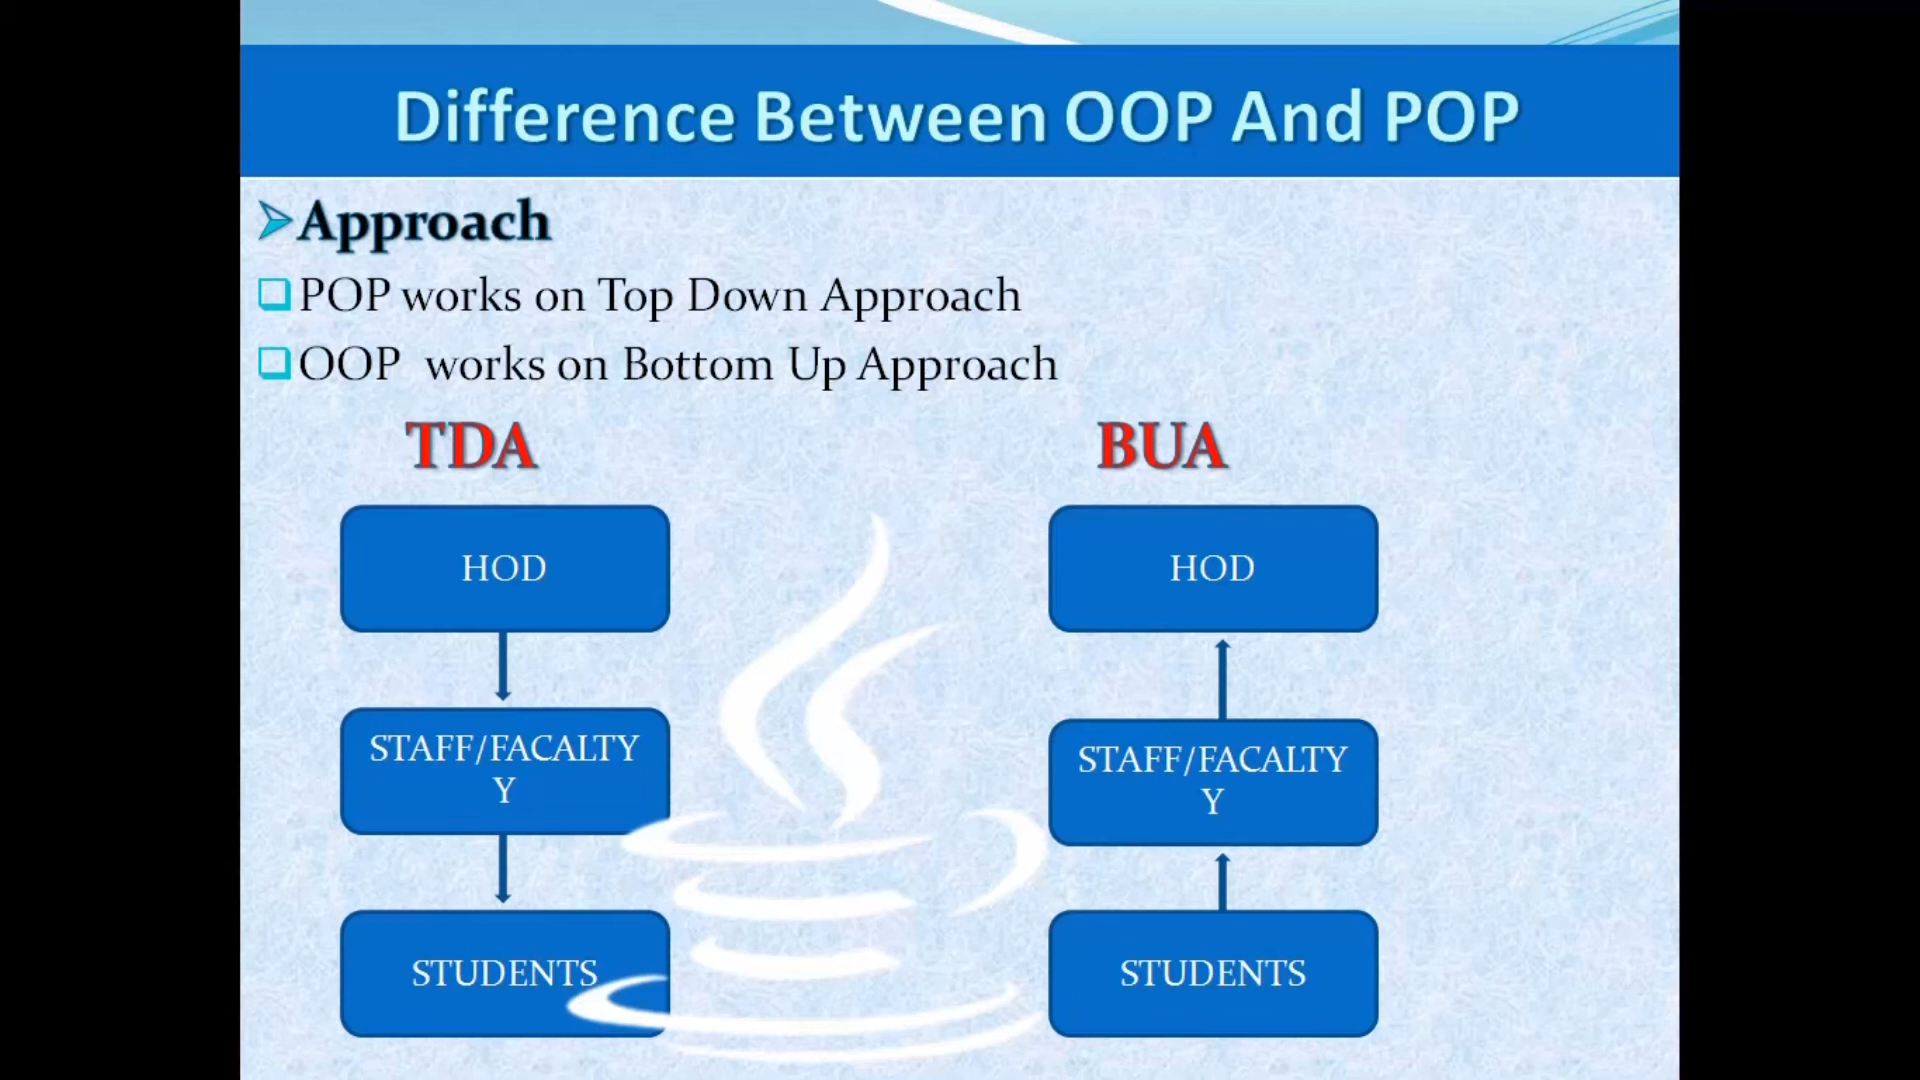 Difference Between OOP And POP
Approach
POP works on Top Down Approach
OOP works on Bottom Up Approach
TDA
BUA
HOD
STAFF/FACALTY
Y
STUDENTS
HOD
STAFF/FACALTY
Y
STUDENTS